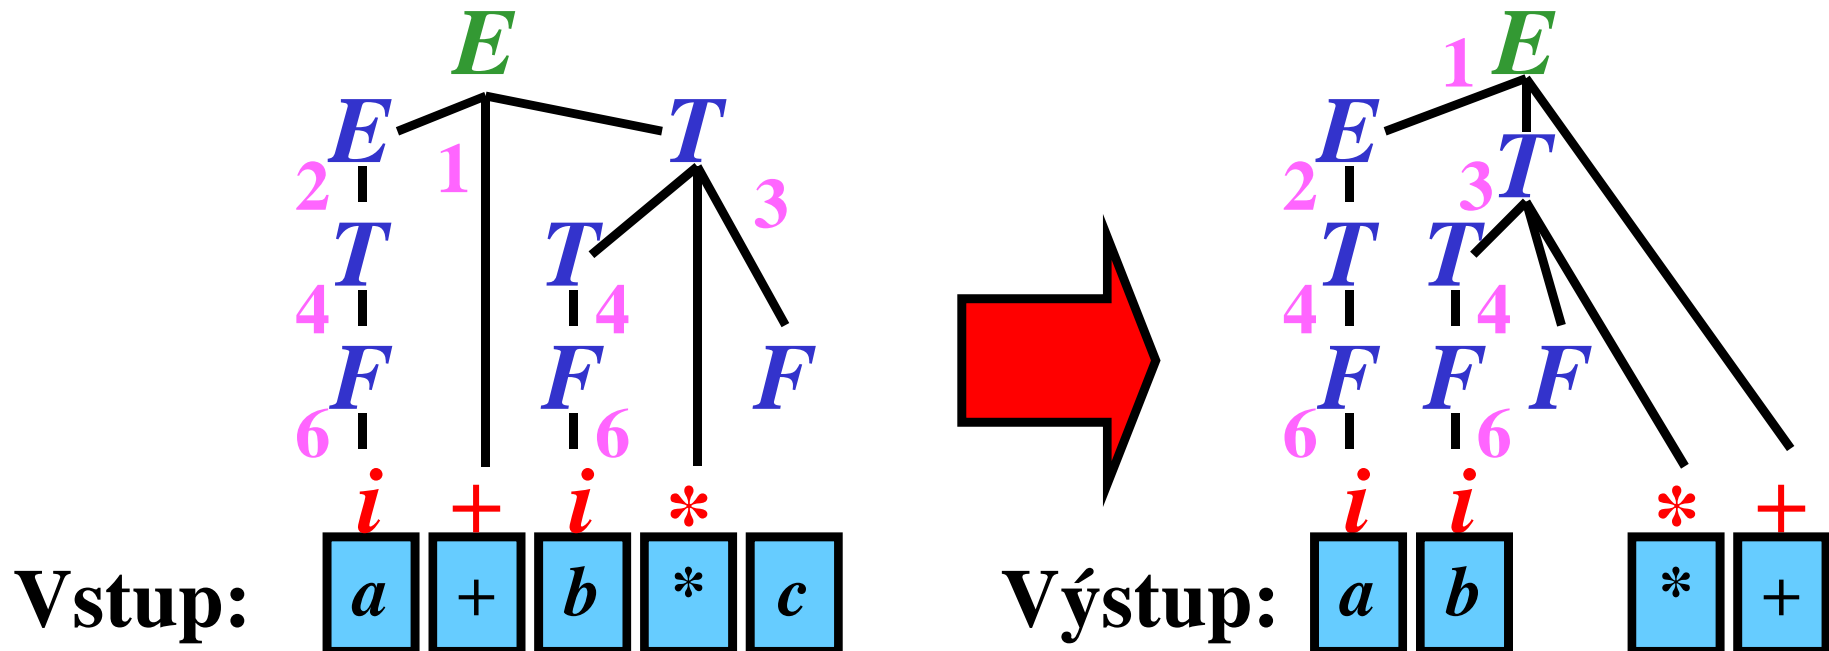 E 1 E
E 1 T E T
2 3 2 3
T T T T
4 4 4 4
F F F F F F
6 6 6 6
i + i * i i * +
Vstup: a + b * c Výstup: a b * +